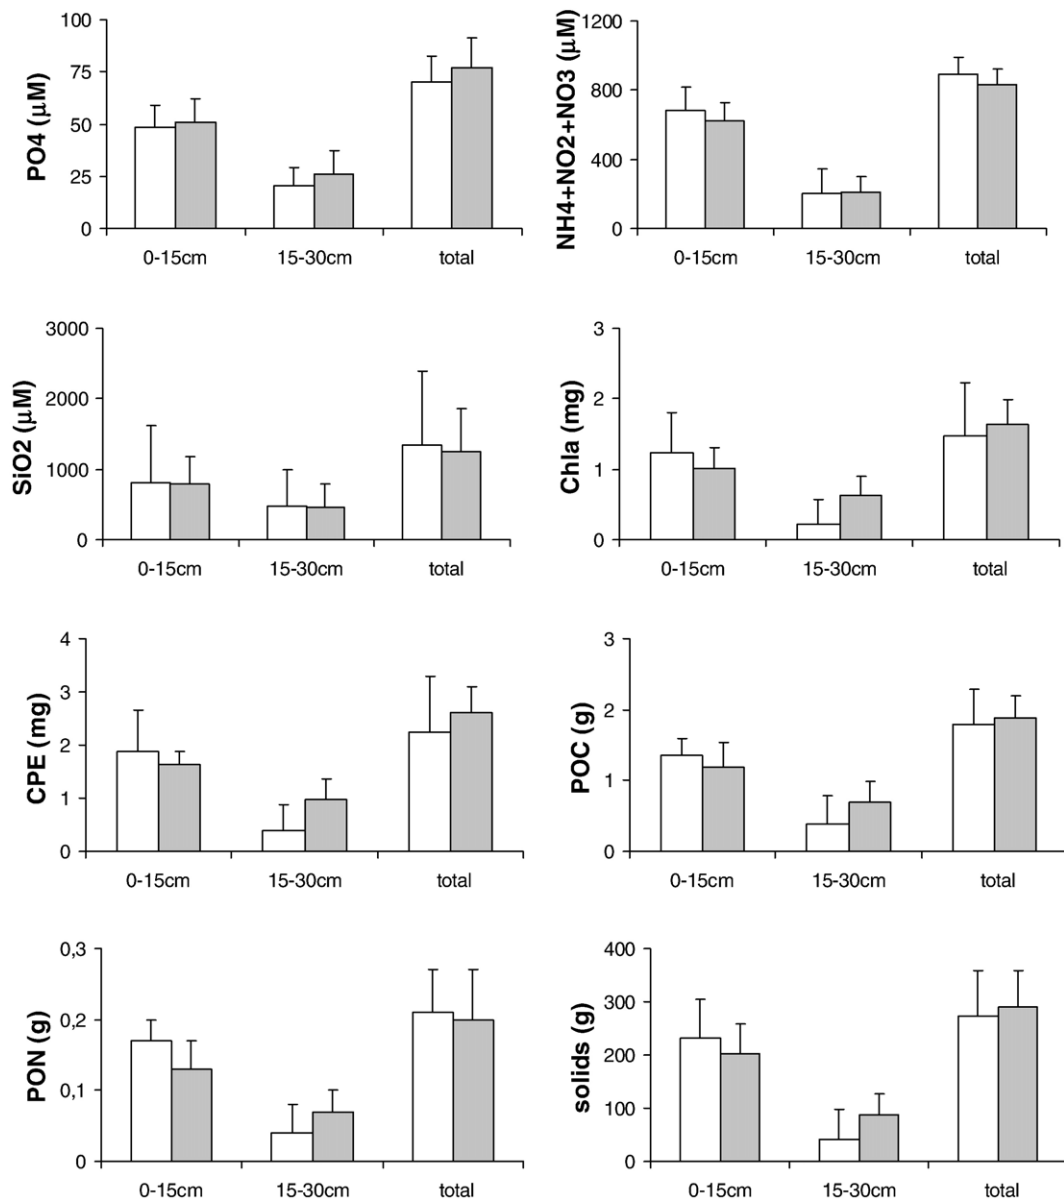 PO4 (µM)
100
75
50
25
0
0-15cm 15-30cm total
NH4+NO2+NO3 (µM)
1200
800
400
0
0-15cm 15-30cm total
SiO2 (µM)
3000
2000
1000
0
0-15cm 15-30cm total
Chla (mg)
3
2
1
0
0-15cm 15-30cm total
CPE (mg)
4
3
2
1
0
0-15cm 15-30cm total
POC (g)
3
2
1
0
0-15cm 15-30cm total
PON (g)
0,3
0,2
0,1
0
0-15cm 15-30cm total
solids (g)
400
300
200
100
0
0-15cm 15-30cm total